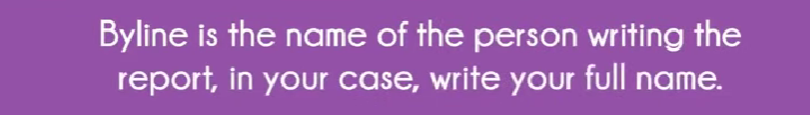 Byline is the name of the person writing the
report, in your case, write your full name.